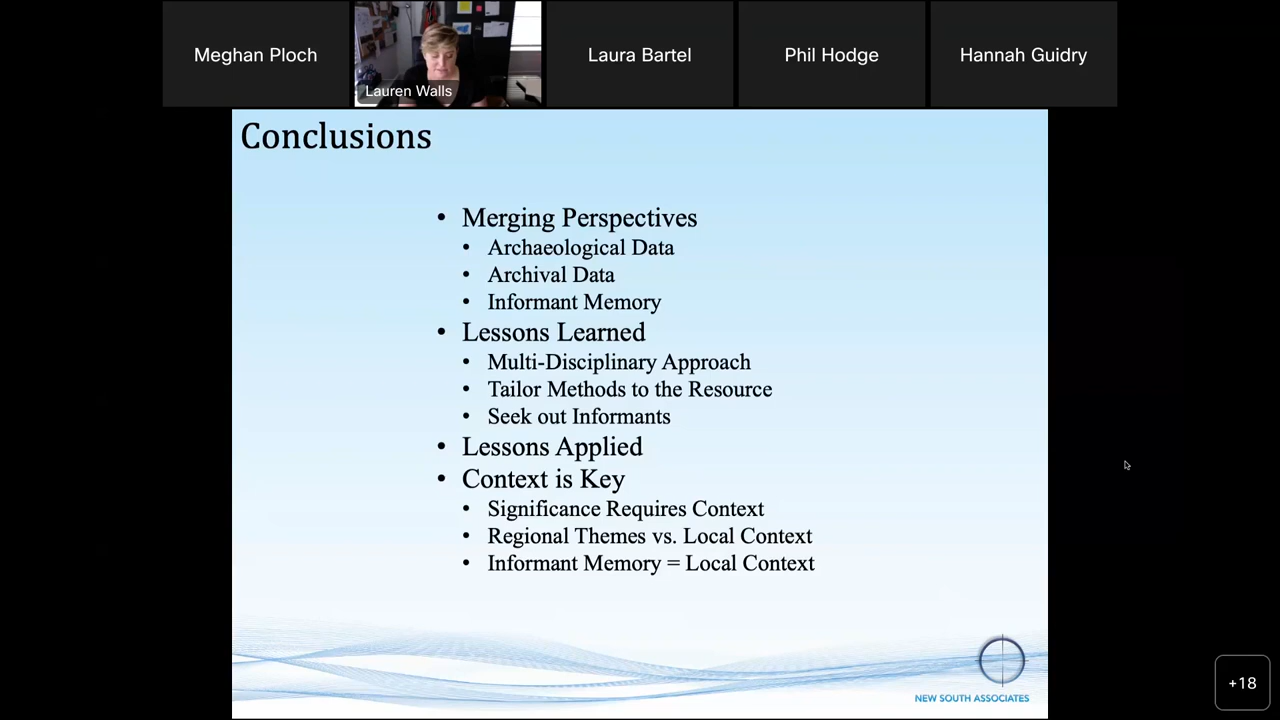 Meghan Ploch
Lauren Walls
Laura Bartel
Phil Hodge
Hannah Guidry
Conclusions
• Merging Perspectives
• Archaeological Data
• Archival Data
• Informant Memory
• Lessons Learned
• Multi-Disciplinary Approach
• Tailor Methods to the Resource
• Seek out Informants
• Lessons Applied
• Context is Key
• Significance Requires Context
• Regional Themes vs. Local Context
• Informant Memory = Local Context
NEW SOUTH ASSOCIATES
+18